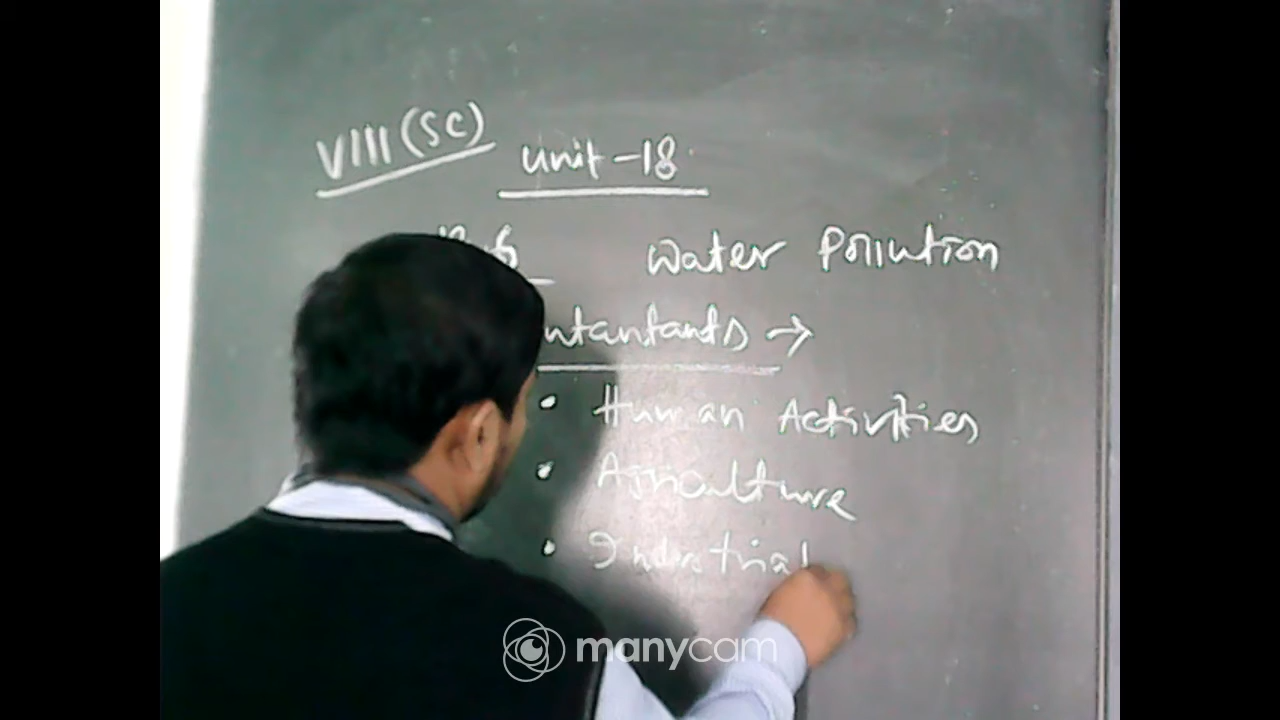 VIII (SC)
Unit-18
Water Pollution
ntantants →
• Human Activities
• Agriculture
• Industrial
manycam